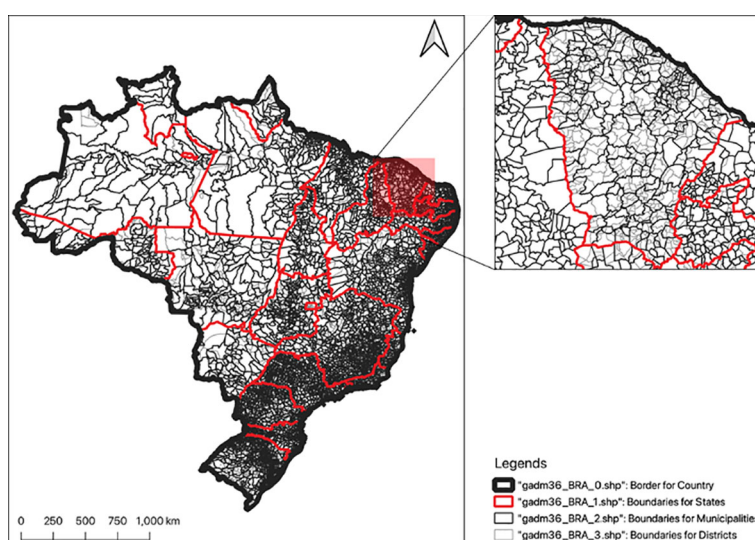 Legends
"gadm36_BRA_0.shp": Border for Country
"gadm36_BRA_1.shp": Boundaries for States
"gadm36_BRA_2.shp": Boundaries for Municipalities
"gadm36_BRA_3.shp": Boundaries for Districts
0 250 500 750 1,000 km